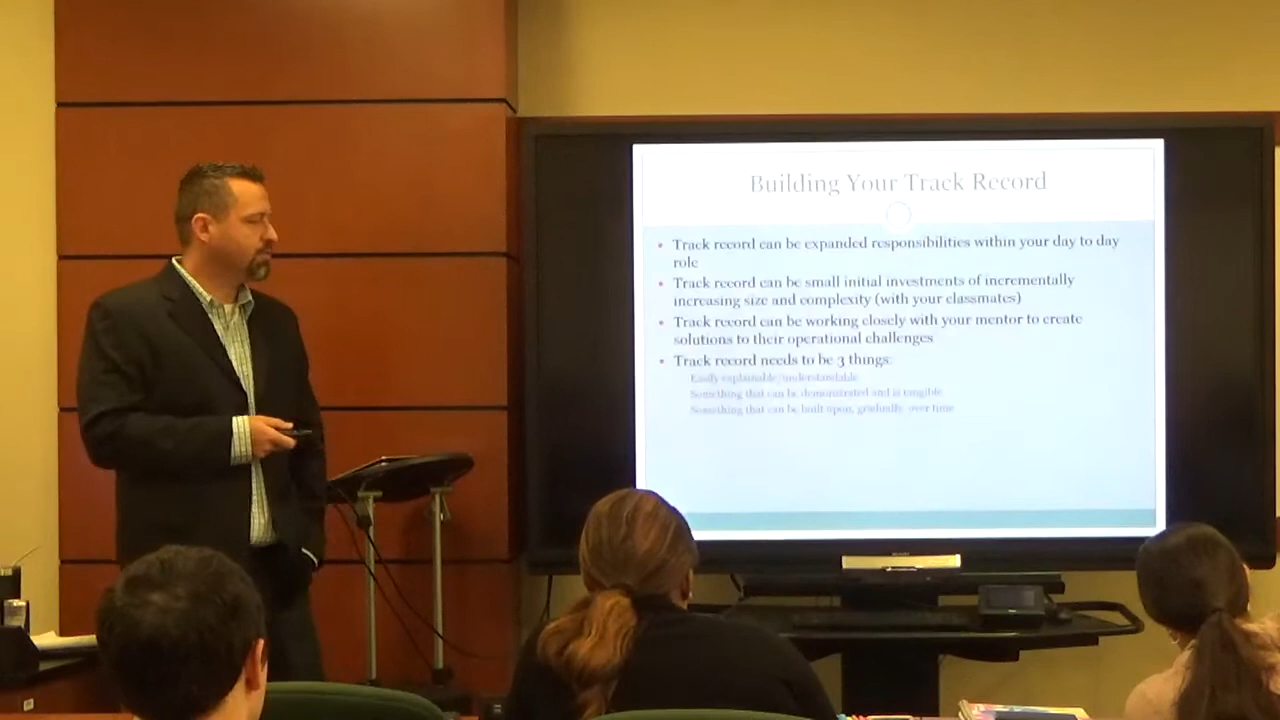 Building Your Track Record
• Track record can be expanded responsibilities within your day to day
role
• Track record can be small initial investments of incrementally
increasing size and complexity (with your classmates)
• Track record can be working closely with your mentor to create
solutions to their operational challenges
• Track record needs to be 3 things:
Easily explainable/understandable
Something that can be demonstrated and is tangible
Something that can be built upon, gradually, over time